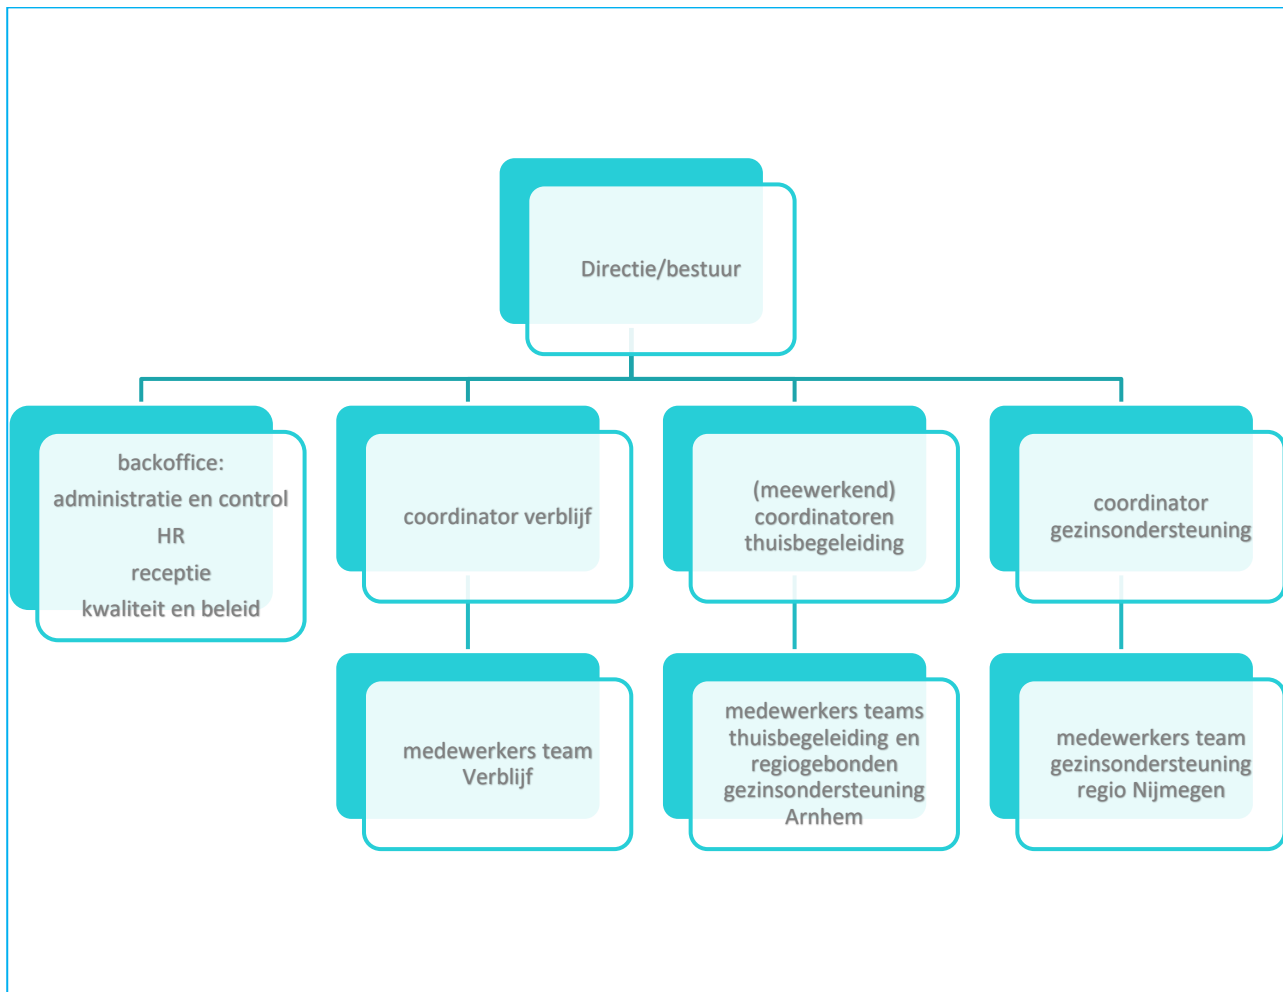 Directie/bestuur
backoffice:
administratie en control
HR
receptie
kwaliteit en beleid
coordinator verblijf
(meewerkend)
coordinatoren
thuisbegeleiding
coordinator
gezinsondersteuning
medewerkers team
Verblijf
medewerkers teams
thuisbegeleiding en
regiogebonden
gezinsondersteuning
Arnhem
medewerkers team
gezinsondersteuning
regio Nijmegen